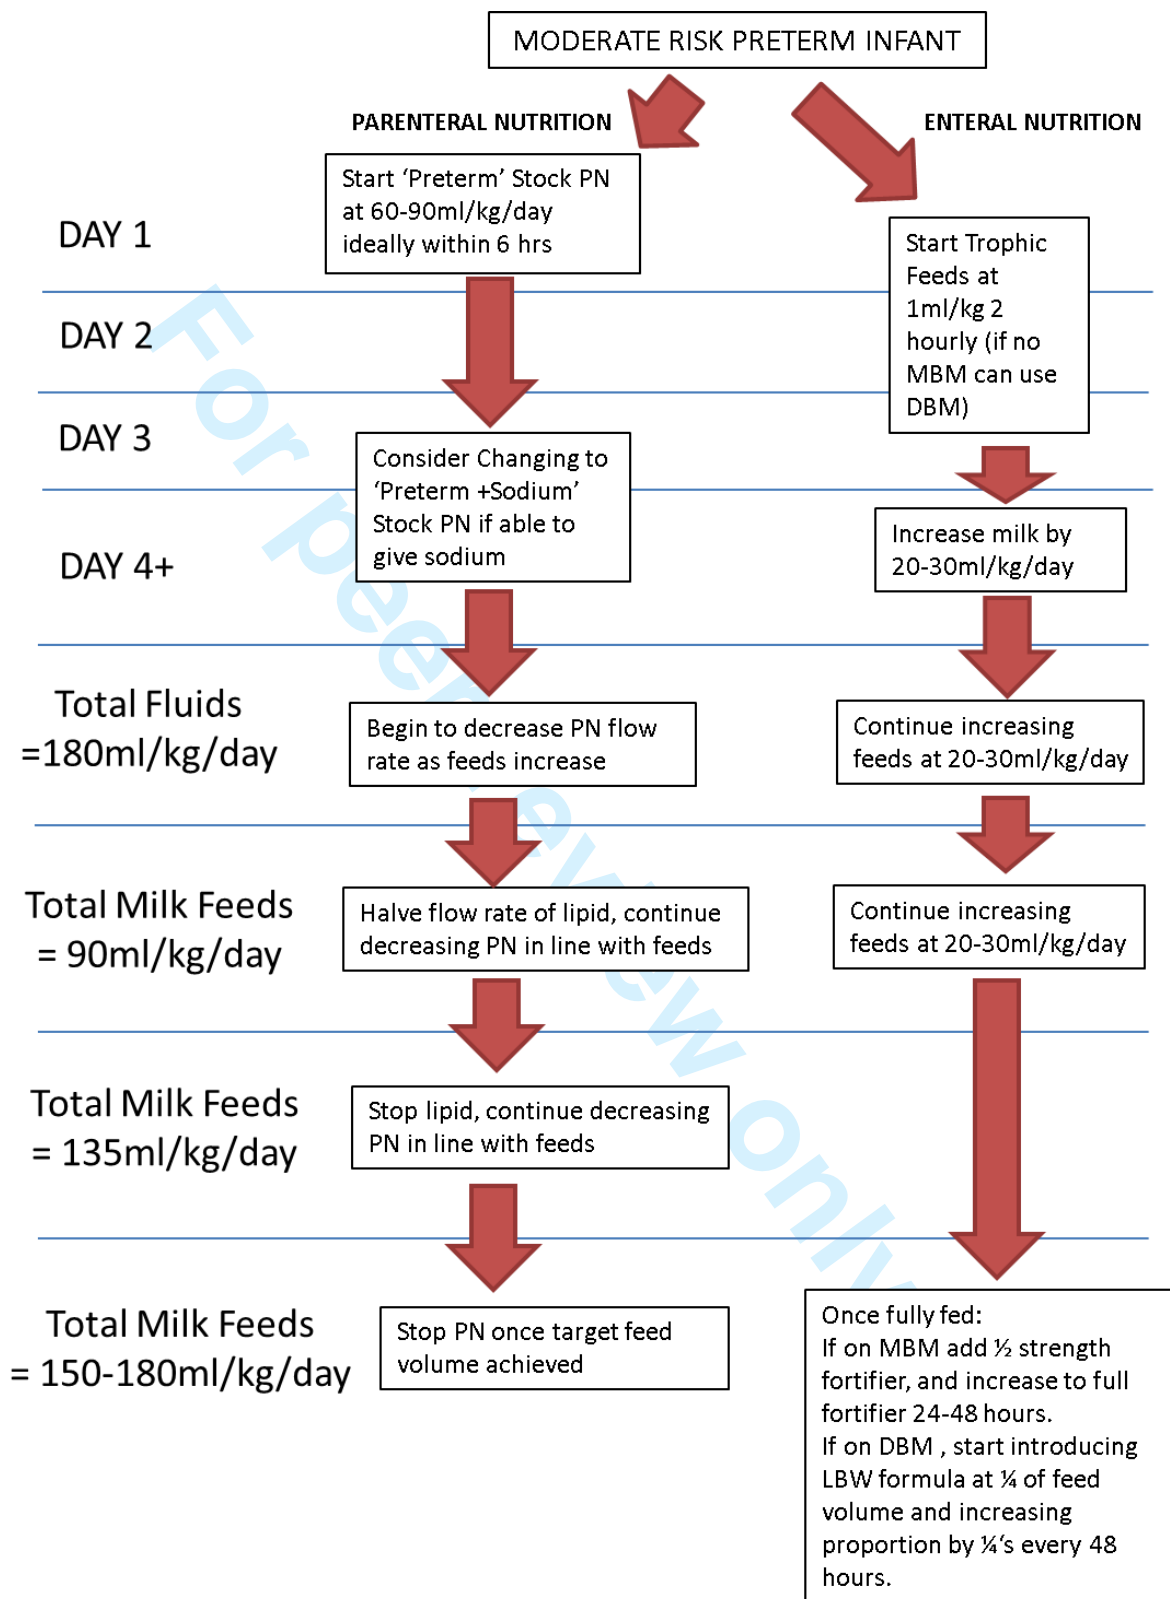 MODERATE RISK PRETERM INFANT
PARENTERAL NUTRITION
ENTERAL NUTRITION
DAY 1
Start ‘Preterm’ Stock PN
at 60-90ml/kg/day
ideally within 6 hrs
Start Trophic
Feeds at
1ml/kg 2
hourly (if no
MBM can use
DBM)
DAY 2
DAY 3
Consider Changing to
‘Preterm +Sodium’
Stock PN if able to
give sodium
DAY 4+
Increase milk by
20-30ml/kg/day
Total Fluids
=180ml/kg/day
Begin to decrease PN flow
rate as feeds increase
Continue increasing
feeds at 20-30ml/kg/day
Total Milk Feeds
= 90ml/kg/day
Halve flow rate of lipid, continue
decreasing PN in line with feeds
Continue increasing
feeds at 20-30ml/kg/day
Total Milk Feeds
= 135ml/kg/day
Stop lipid, continue decreasing
PN in line with feeds
Total Milk Feeds
= 150-180ml/kg/day
Stop PN once target feed
volume achieved
Once fully fed:
If on MBM add ½ strength
fortifier, and increase to full
fortifier 24-48 hours.
If on DBM , start introducing
LBW formula at ¼ of feed
volume and increasing
proportion by ¼‘s every 48
hours.
For peer review only